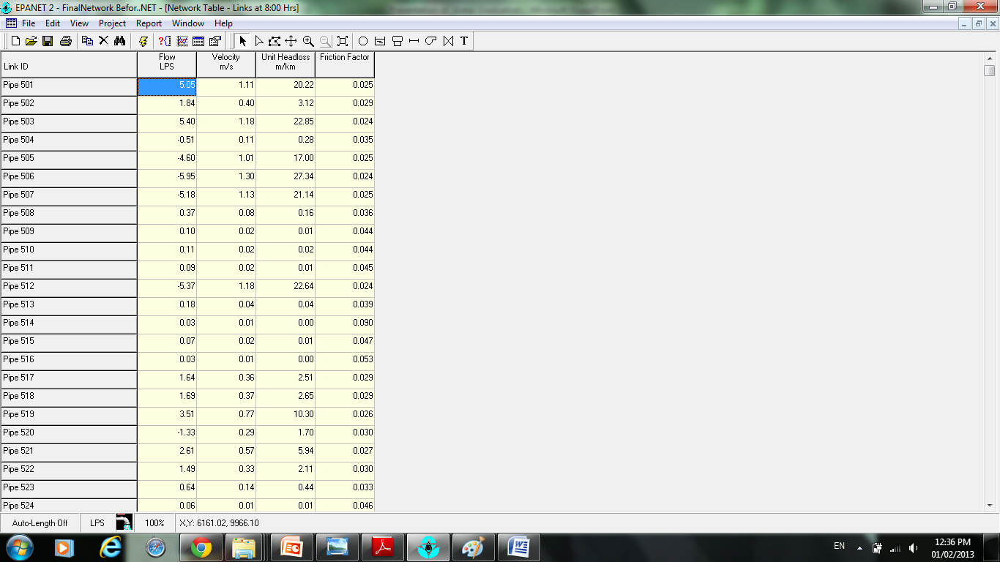 EPANET 2 - FinalNetwork Befor..NET - [Network Table - Links at 8:00 Hrs]
File Edit View Project Report Window Help
Link ID Flow LPS Velocity m/s Unit Headloss m/km Friction Factor
Pipe 501 5.05 1.11 20.22 0.025
Pipe 502 1.84 0.40 3.12 0.029
Pipe 503 5.40 1.18 22.85 0.024
Pipe 504 -0.51 0.11 0.28 0.035
Pipe 505 -4.60 1.01 17.00 0.025
Pipe 506 -5.95 1.30 27.34 0.024
Pipe 507 -5.18 1.13 21.14 0.025
Pipe 508 0.37 0.08 0.16 0.036
Pipe 509 0.10 0.02 0.01 0.044
Pipe 510 0.11 0.02 0.02 0.044
Pipe 511 0.09 0.02 0.01 0.045
Pipe 512 -5.37 1.18 22.64 0.024
Pipe 513 0.18 0.04 0.04 0.039
Pipe 514 0.03 0.01 0.00 0.090
Pipe 515 0.07 0.02 0.01 0.047
Pipe 516 0.03 0.01 0.00 0.053
Pipe 517 1.64 0.36 2.51 0.029
Pipe 518 1.69 0.37 2.65 0.029
Pipe 519 3.51 0.77 10.30 0.026
Pipe 520 -1.33 0.29 1.70 0.030
Pipe 521 2.61 0.57 5.94 0.027
Pipe 522 1.49 0.33 2.11 0.030
Pipe 523 0.64 0.14 0.44 0.033
Pipe 524 0.06 0.01 0.01 0.046
Auto-Length Off LPS 100% X,Y: 6161.02, 9966.10
EN 12:36 PM
01/02/2013